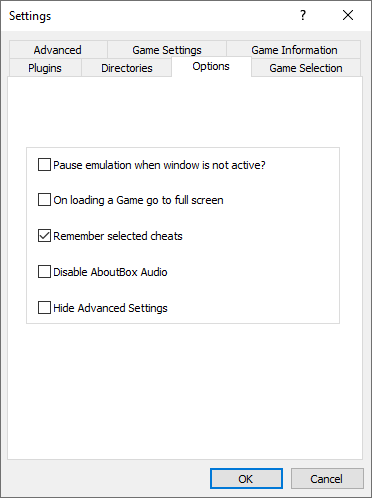 Settings
?
Advanced
Game Settings
Game Information
Plugins
Directories
Options
Game Selection
Pause emulation when window is not active?
On loading a Game go to full screen
Remember selected cheats
Disable AboutBox Audio
Hide Advanced Settings
OK
Cancel